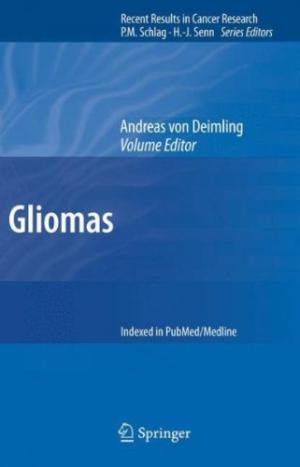 Recent Results in Cancer Research
P.M. Schlag · H.-J. Senn Series Editors
Andreas von Deimling
Volume Editor
Gliomas
Indexed in PubMed/Medline
Springer